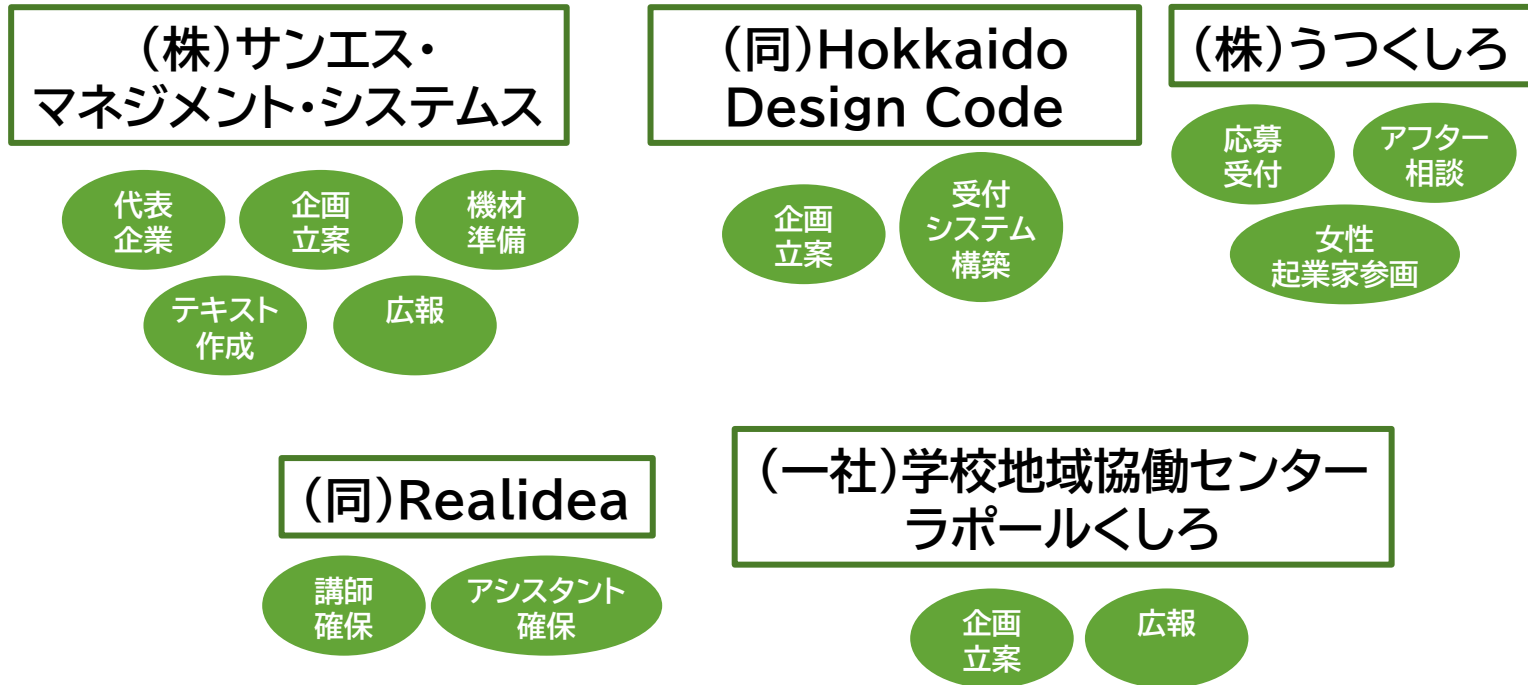 (株)サンエス・
マネジメント・システムス
代表
企業
企画
立案
機材
準備
テキスト
作成
広報
(同)Hokkaido
Design Code
企画
立案
受付
システム
構築
(株)うつくしろ
応募
受付
アフター
相談
女性
起業家参画
(同)Realidea
講師
確保
アシスタント
確保
(一社)学校地域協働センター
ラポールくしろ
企画
立案
広報